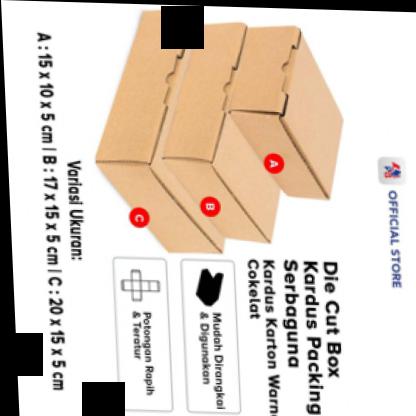 OFFICIAL STORE
Die Cut Box
Kardus Packing
Serbaguna
Kardus Karton Warn
Cokelat
Mudah Dirangkai
& Digunakan
Potongan Rapih
& Teratur
A
B
C
Variasi Ukuran:
A : 15 x 10 x 5 cm | B : 17 x 15 x 5 cm | C : 20 x 15 x 5 cm